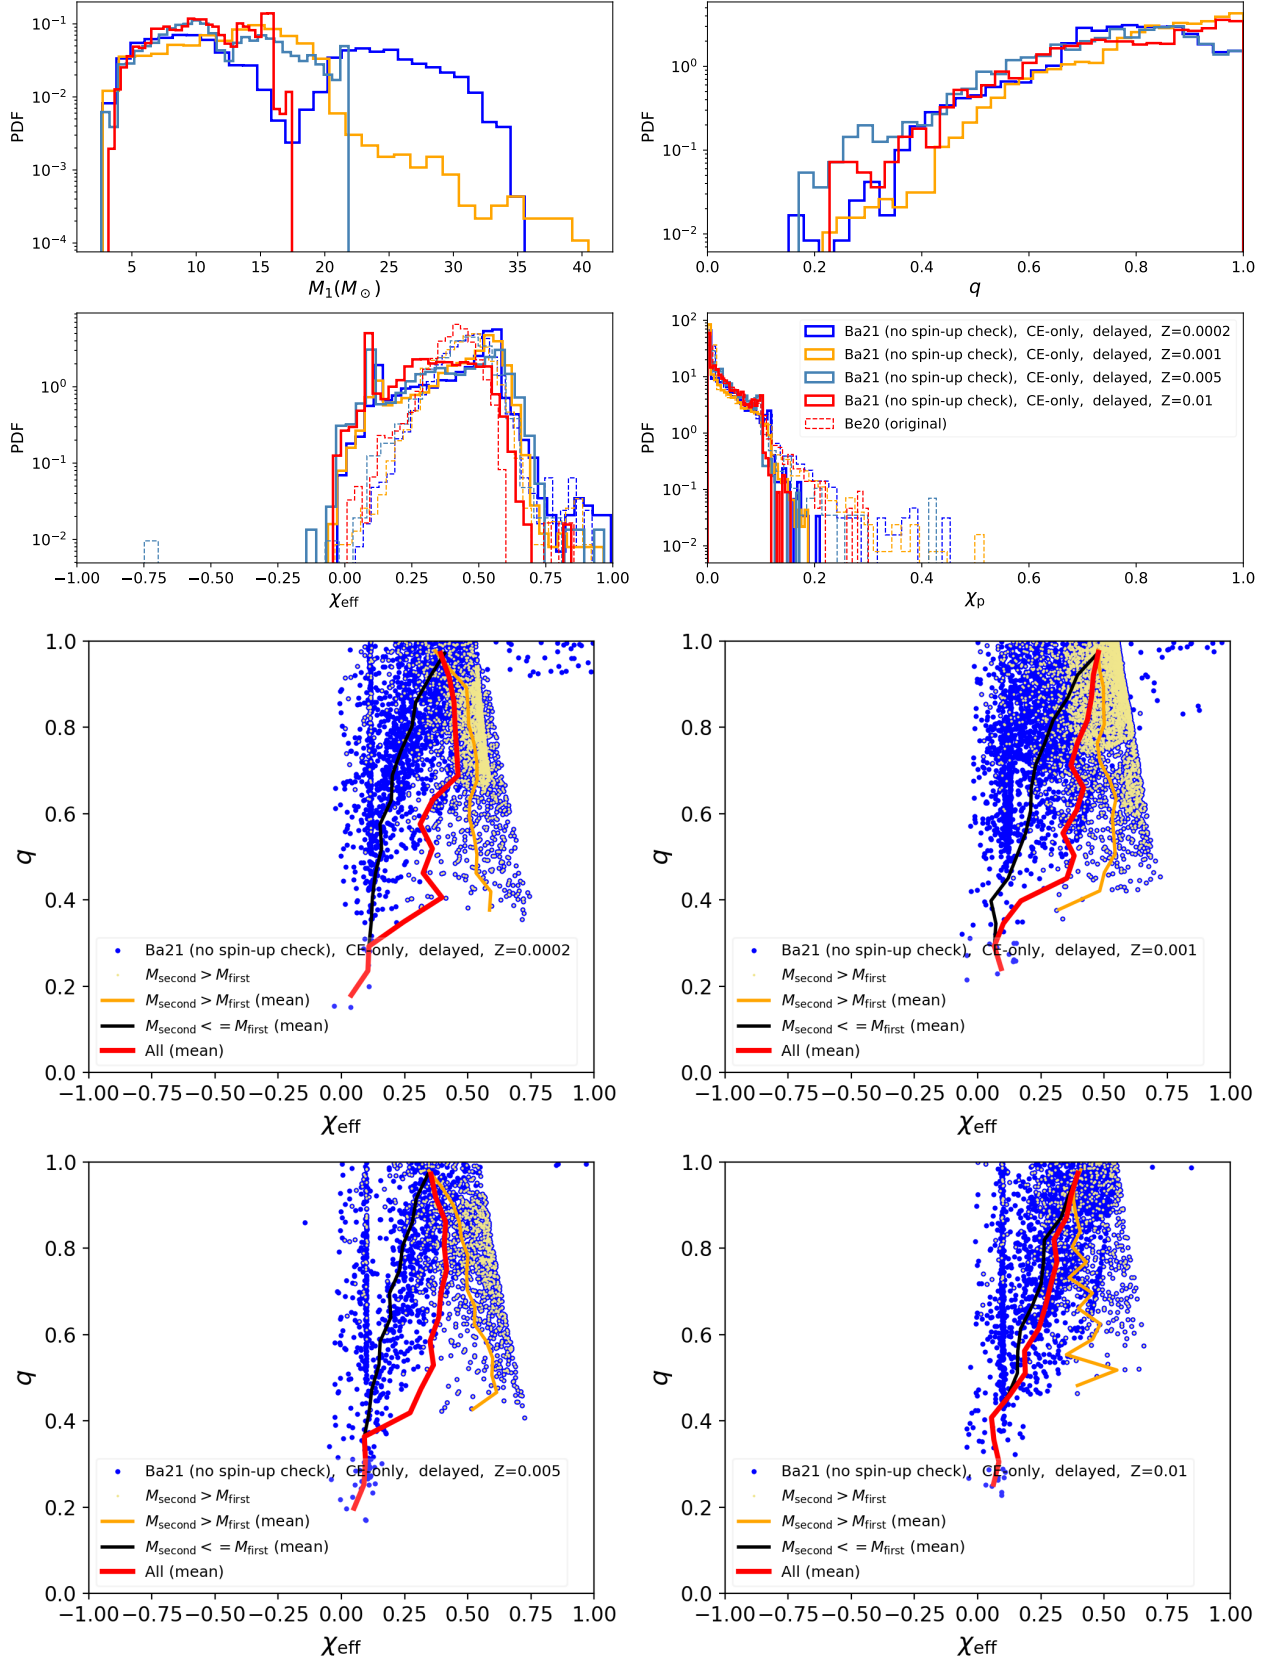 10⁻¹
10⁻²
10⁻³
10⁻⁴
PDF
5 10 15 20 25 30 35 40
M₁(M⊙)
10⁰
10⁻¹
10⁻²
PDF
0.0 0.2 0.4 0.6 0.8 1.0
q
10⁰
10⁻¹
10⁻²
PDF
−1.00 −0.75 −0.50 −0.25 0.00 0.25 0.50 0.75 1.00
χeff
10²
10¹
10⁰
10⁻¹
10⁻²
PDF
Ba21 (no spin-up check), CE-only, delayed, Z=0.0002
Ba21 (no spin-up check), CE-only, delayed, Z=0.001
Ba21 (no spin-up check), CE-only, delayed, Z=0.005
Ba21 (no spin-up check), CE-only, delayed, Z=0.01
Be20 (original)
0.0 0.2 0.4 0.6 0.8 1.0
χp
1.0
0.8
0.6
0.4
0.2
0.0
q
Ba21 (no spin-up check), CE-only, delayed, Z=0.0002
Msecond > Mfirst
Msecond > Mfirst (mean)
Msecond <= Mfirst (mean)
All (mean)
−1.00 −0.75 −0.50 −0.25 0.00 0.25 0.50 0.75 1.00
χeff
1.0
0.8
0.6
0.4
0.2
0.0
q
Ba21 (no spin-up check), CE-only, delayed, Z=0.001
Msecond > Mfirst
Msecond > Mfirst (mean)
Msecond <= Mfirst (mean)
All (mean)
−1.00 −0.75 −0.50 −0.25 0.00 0.25 0.50 0.75 1.00
χeff
1.0
0.8
0.6
0.4
0.2
0.0
q
Ba21 (no spin-up check), CE-only, delayed, Z=0.005
Msecond > Mfirst
Msecond > Mfirst (mean)
Msecond <= Mfirst (mean)
All (mean)
−1.00 −0.75 −0.50 −0.25 0.00 0.25 0.50 0.75 1.00
χeff
1.0
0.8
0.6
0.4
0.2
0.0
q
Ba21 (no spin-up check), CE-only, delayed, Z=0.01
Msecond > Mfirst
Msecond > Mfirst (mean)
Msecond <= Mfirst (mean)
All (mean)
−1.00 −0.75 −0.50 −0.25 0.00 0.25 0.50 0.75 1.00
χeff